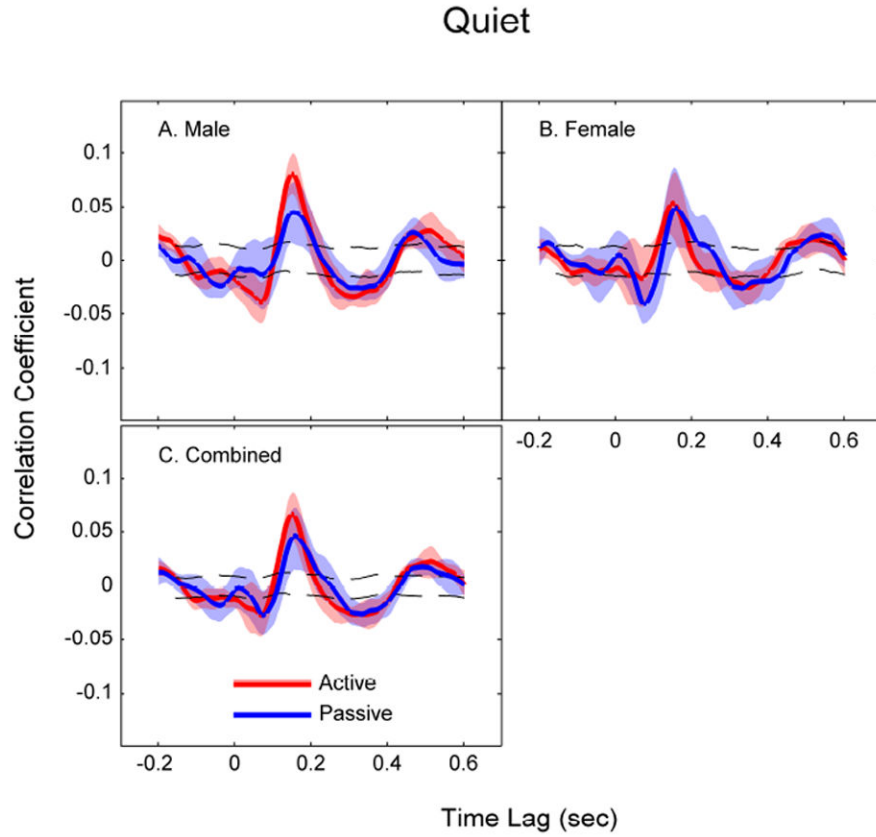 Quiet
A. Male
B. Female
0.1
0.05
0
-0.05
-0.1
-0.2
0
0.2
0.4
0.6
C. Combined
0.1
0.05
0
-0.05
-0.1
Active
Passive
-0.2
0
0.2
0.4
0.6
Correlation Coefficient
Time Lag (sec)